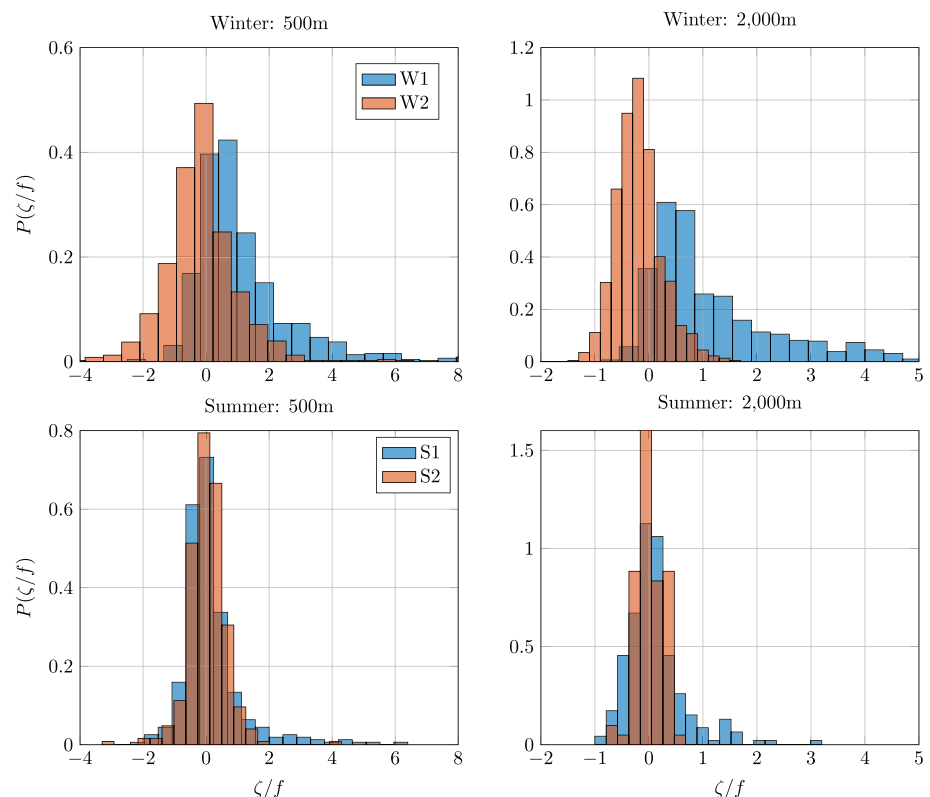 Winter: 500m
Winter: 2,000m
0.6
0.4
0.2
0
P(ζ/f)
W1
W2
−4 −2 0 2 4 6 8
1.2
1
0.8
0.6
0.4
0.2
0
−2 −1 0 1 2 3 4 5
Summer: 500m
Summer: 2,000m
0.8
0.6
0.4
0.2
0
P(ζ/f)
S1
S2
−4 −2 0 2 4 6 8
ζ/f
1.5
1
0.5
0
−2 −1 0 1 2 3 4 5
ζ/f